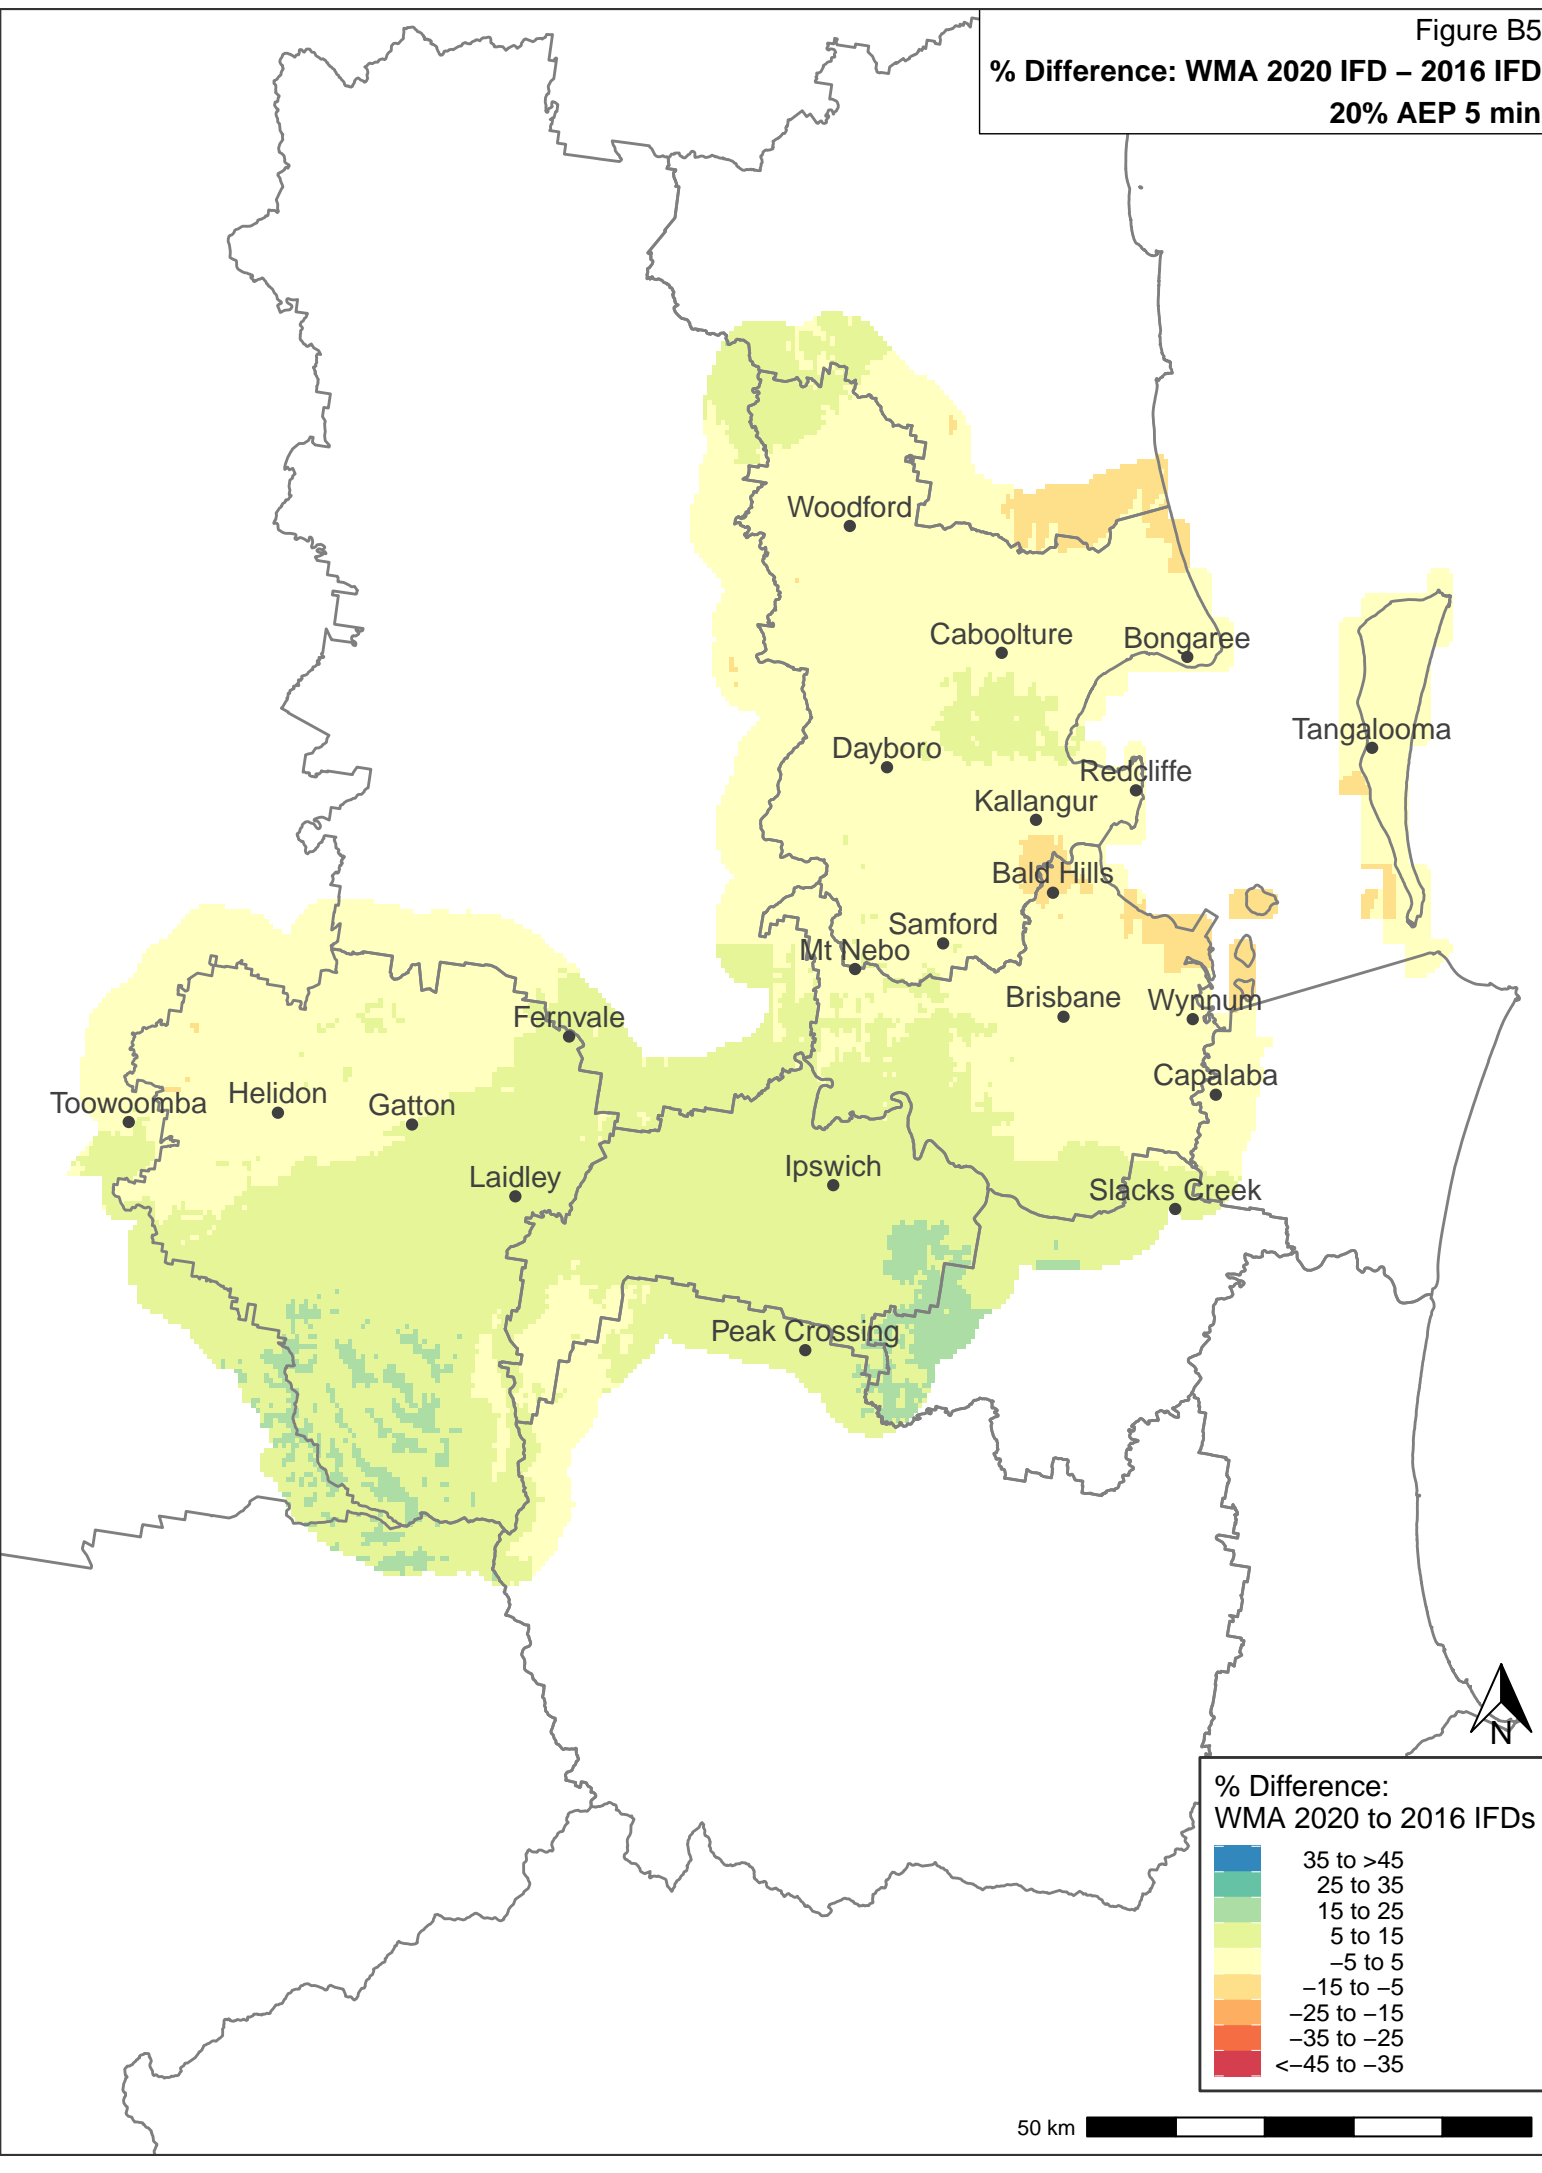 Figure B5
% Difference: WMA 2020 IFD – 2016 IFD
20% AEP 5 min
Woodford
Caboolture
Bongaree
Tangalooma
Dayboro
Redcliffe
Kallangur
Bald Hills
Samford
Mt Nebo
Brisbane
Wynnum
Fernvale
Capalaba
Toowoomba
Helidon
Gatton
Ipswich
Laidley
Slacks Creek
Peak Crossing
N
% Difference:
WMA 2020 to 2016 IFDs
35 to >45
25 to 35
15 to 25
5 to 15
–5 to 5
–15 to –5
–25 to –15
–35 to –25
<–45 to –35
50 km